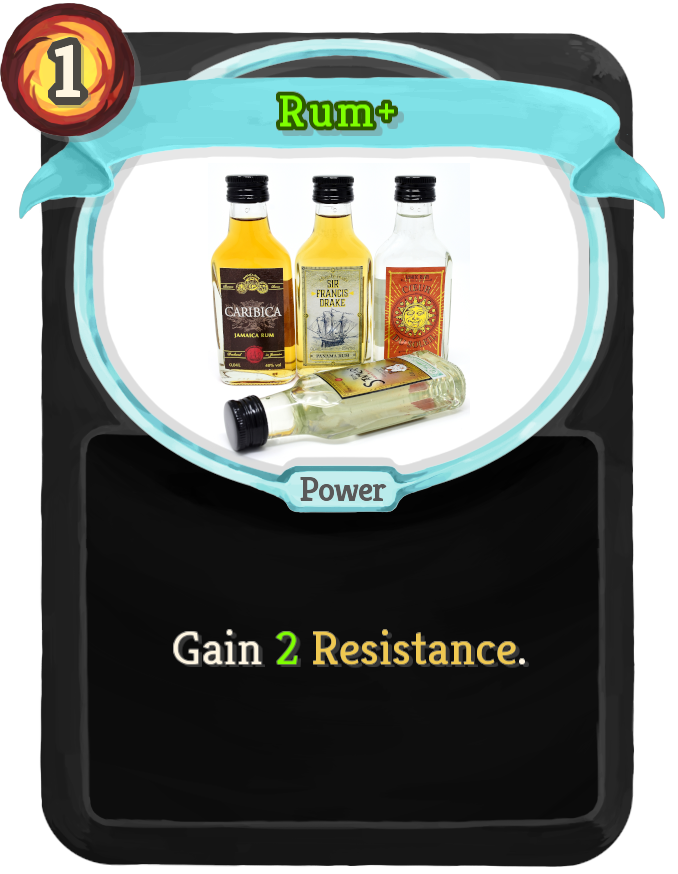 1
Rum+
CARIBICA
JAMAICA RUM
SIR
FRANCIS
DRAKE
PANAMA RUM
Power
Gain 2 Resistance.